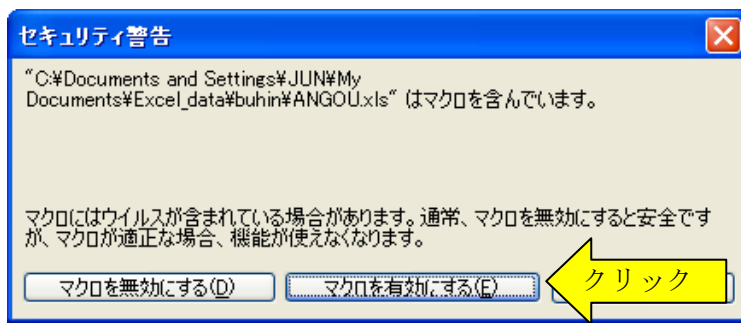 セキュリティ警告
"C:¥Documents and Settings¥JUN¥My
Documents¥Excel_data¥buhin¥ANGOU.xls" はマクロを含んでいます。
マクロにはウイルスが含まれている場合があります。通常、マクロを無効にすると安全です
が、マクロが適正な場合、機能が使えなくなります。
マクロを無効にする(D)
マクロを有効にする(E)
クリック